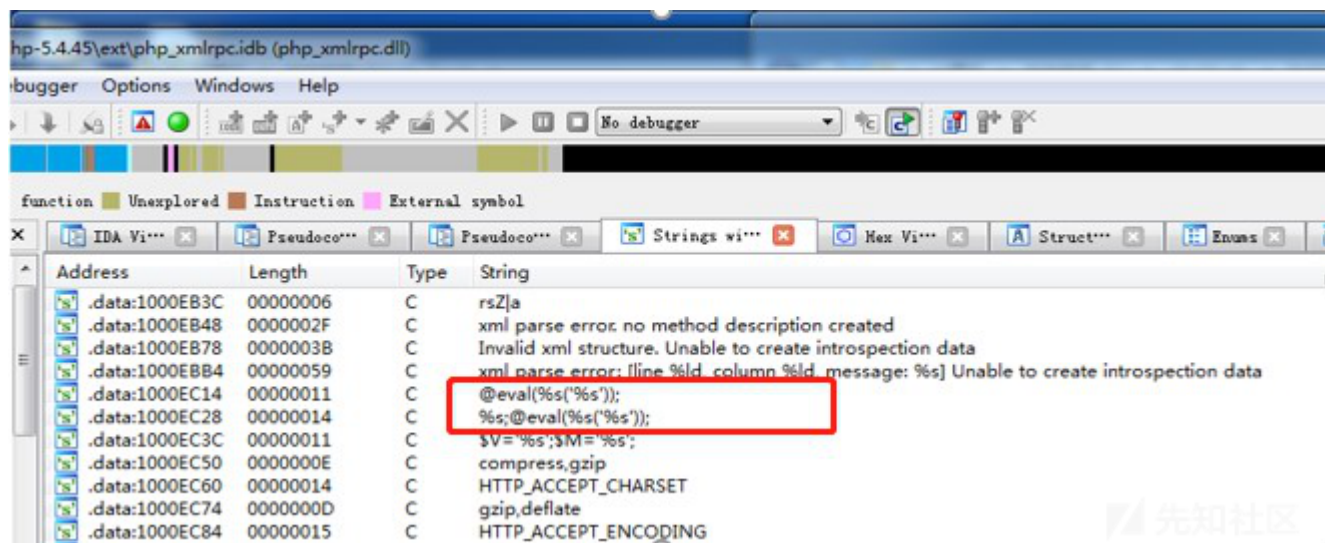 hp-5.4.45\ext\php_xmlrpc.idb (php_xmlrpc.dll)
bugger Options Windows Help
No debugger
function Unexplored Instruction External symbol
IDA Vi··· Pseudoco··· Pseudoco··· Strings wi··· Hex Vi··· Struct··· Enums
Address Length Type String
.data:1000EB3C 00000006 C rsZ|a
.data:1000EB48 0000002F C xml parse error. no method description created
.data:1000EB78 0000003B C Invalid xml structure. Unable to create introspection data
.data:1000EBB4 00000059 C xml parse error: [line %ld, column %ld, message: %s] Unable to create introspection data
.data:1000EC14 00000011 C @eval(%s('%s'));
.data:1000EC28 00000014 C %s;@eval(%s('%s'));
.data:1000EC3C 00000011 C $V='%s';$M='%s';
.data:1000EC50 0000000E C compress,gzip
.data:1000EC60 00000014 C HTTP_ACCEPT_CHARSET
.data:1000EC74 0000000D C gzip,deflate
.data:1000EC84 00000015 C HTTP_ACCEPT_ENCODING
先知社区